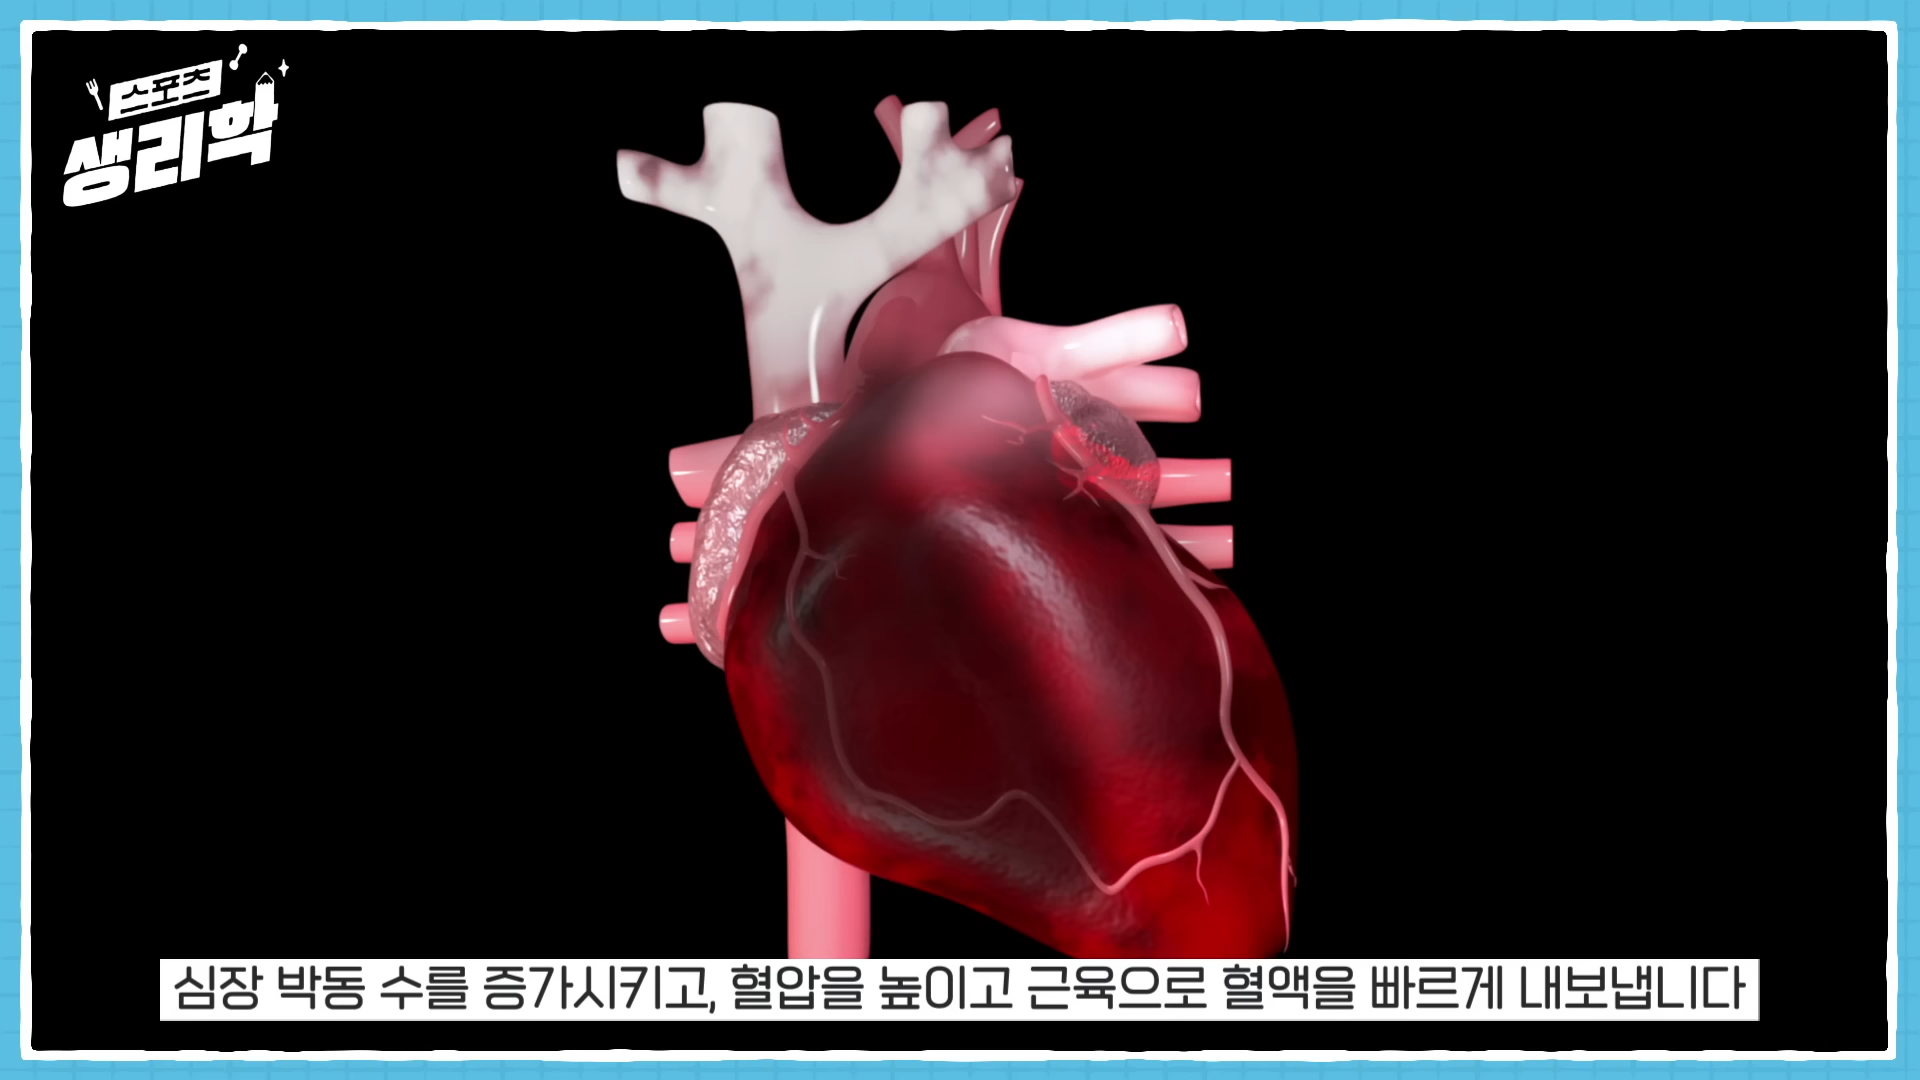 스포츠
생리학
심장 박동 수를 증가시키고, 혈압을 높이고 근육으로 혈액을 빠르게 내보냅니다